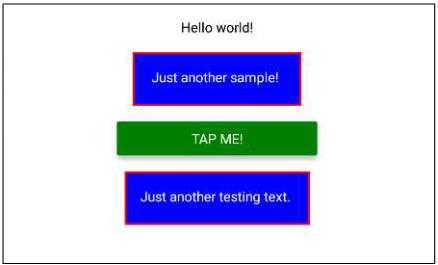 Hello world!
Just another sample!
TAP ME!
Just another testing text.